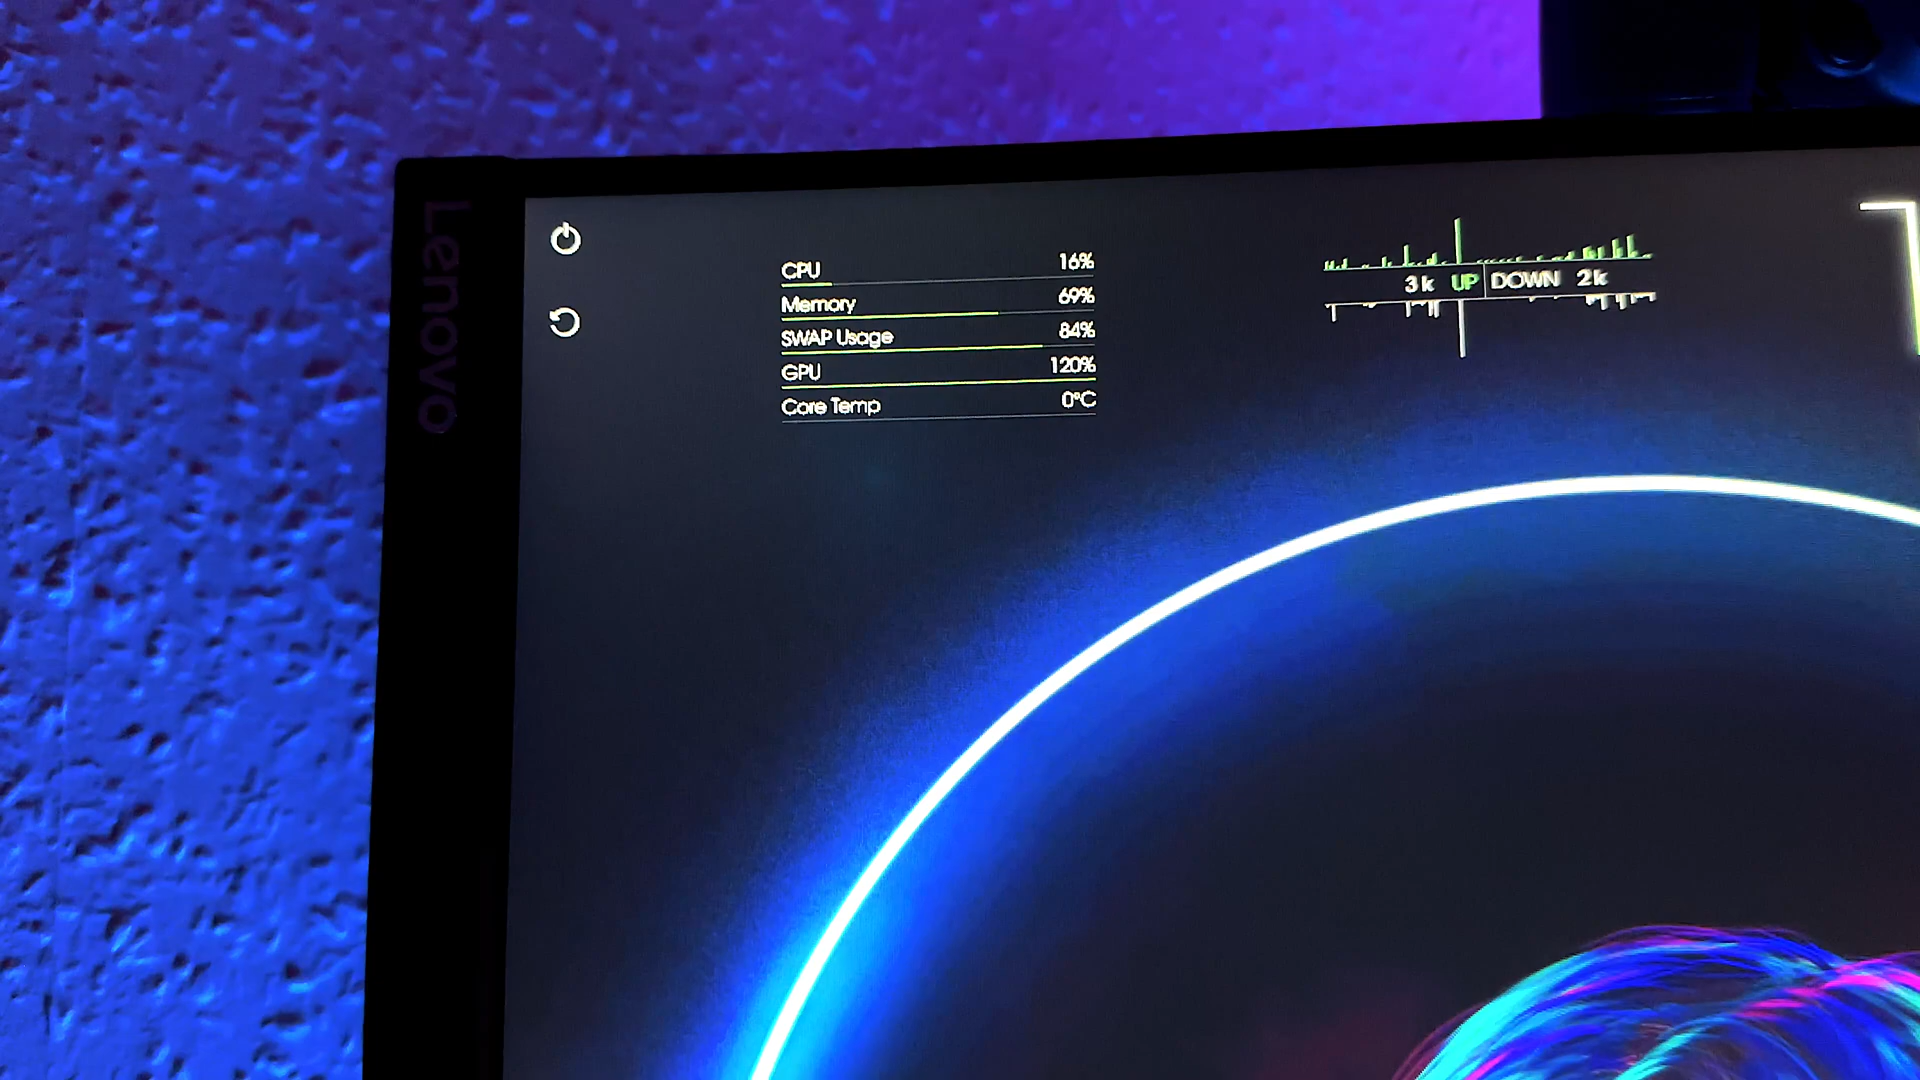 Lenovo
CPU 16%
Memory 69%
SWAP Usage 84%
GPU 120%
Core Temp 0°C
3k UP DOWN 2k